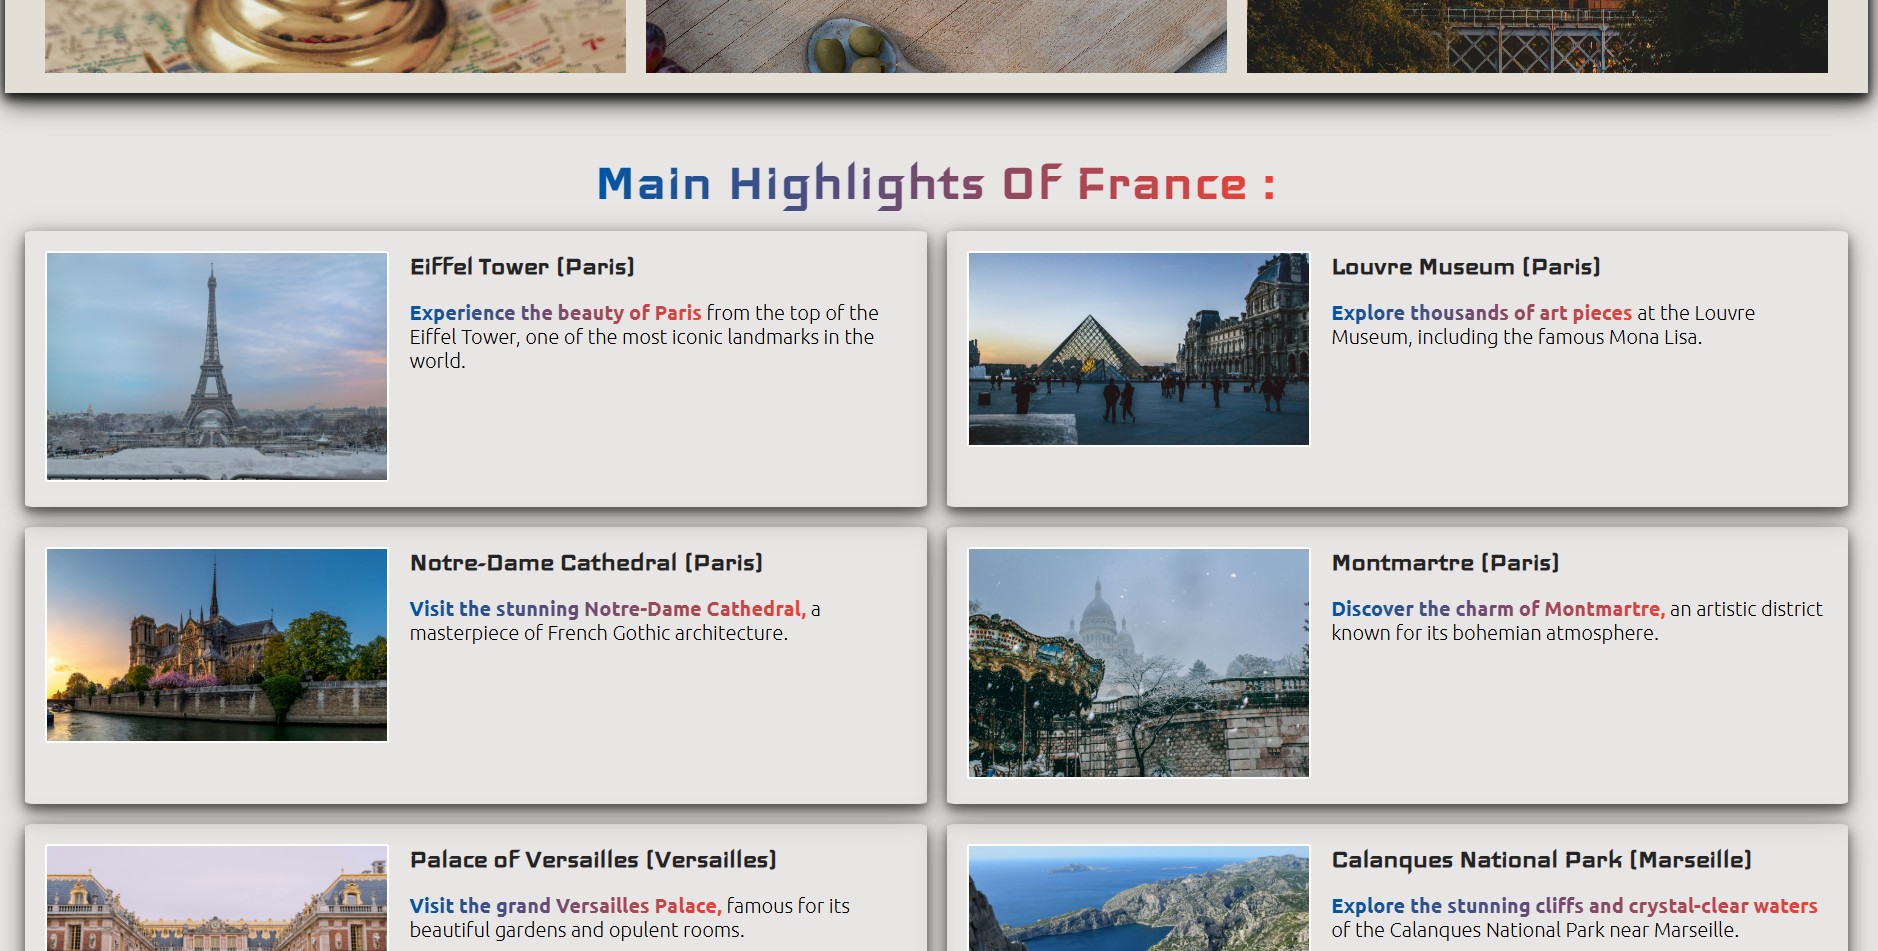 Main Highlights Of France :
Eiffel Tower (Paris)
Experience the beauty of Paris from the top of the
Eiffel Tower, one of the most iconic landmarks in the
world.
Louvre Museum (Paris)
Explore thousands of art pieces at the Louvre
Museum, including the famous Mona Lisa.
Notre-Dame Cathedral (Paris)
Visit the stunning Notre-Dame Cathedral, a
masterpiece of French Gothic architecture.
Montmartre (Paris)
Discover the charm of Montmartre, an artistic district
known for its bohemian atmosphere.
Palace of Versailles (Versailles)
Visit the grand Versailles Palace, famous for its
beautiful gardens and opulent rooms.
Calanques National Park (Marseille)
Explore the stunning cliffs and crystal-clear waters
of the Calanques National Park near Marseille.